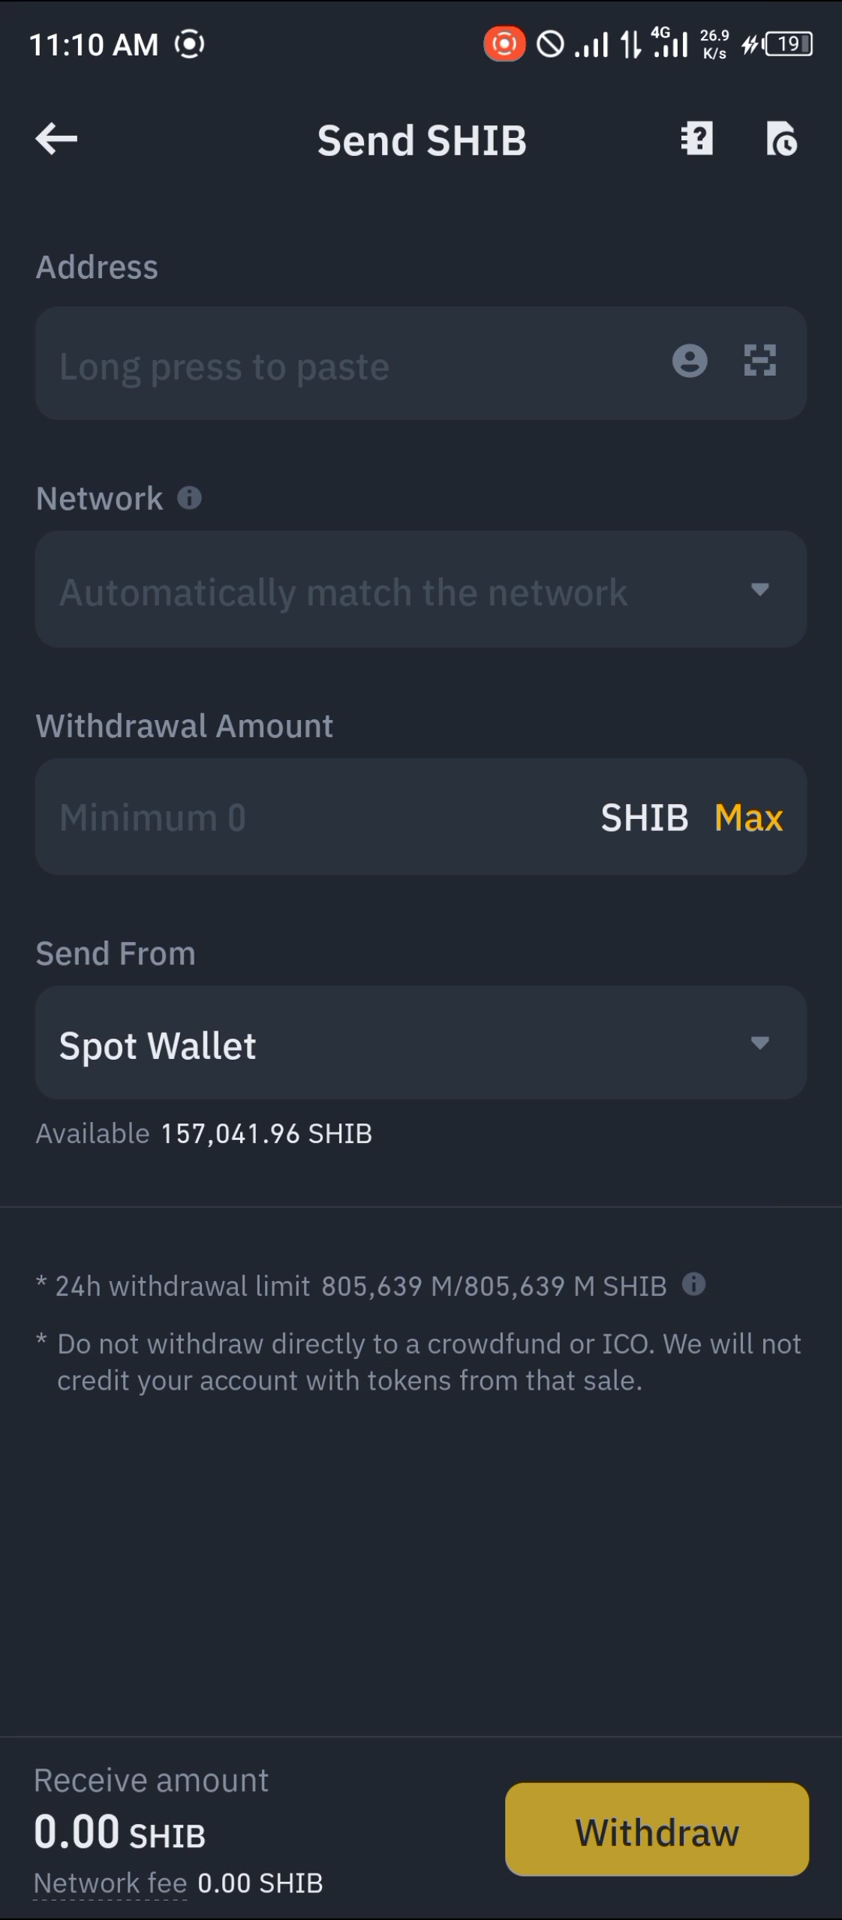 11:10 AM
4G
26.9
K/s
19
Send SHIB
Address
Long press to paste
Network
Automatically match the network
Withdrawal Amount
Minimum 0 SHIB Max
Send From
Spot Wallet
Available 157,041.96 SHIB
* 24h withdrawal limit 805,639 M/805,639 M SHIB
* Do not withdraw directly to a crowdfund or ICO. We will not
credit your account with tokens from that sale.
Receive amount
0.00 SHIB
Network fee 0.00 SHIB
Withdraw